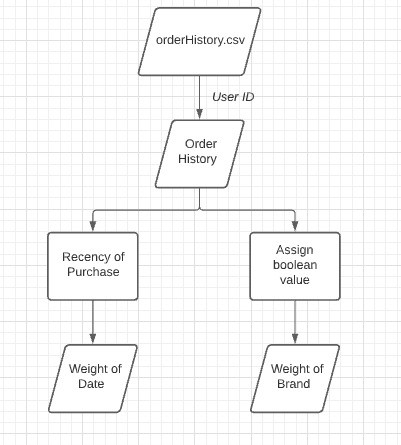 orderHistory.csv
User ID
Order
History
Recency of
Purchase
Assign
boolean
value
Weight of
Date
Weight of
Brand